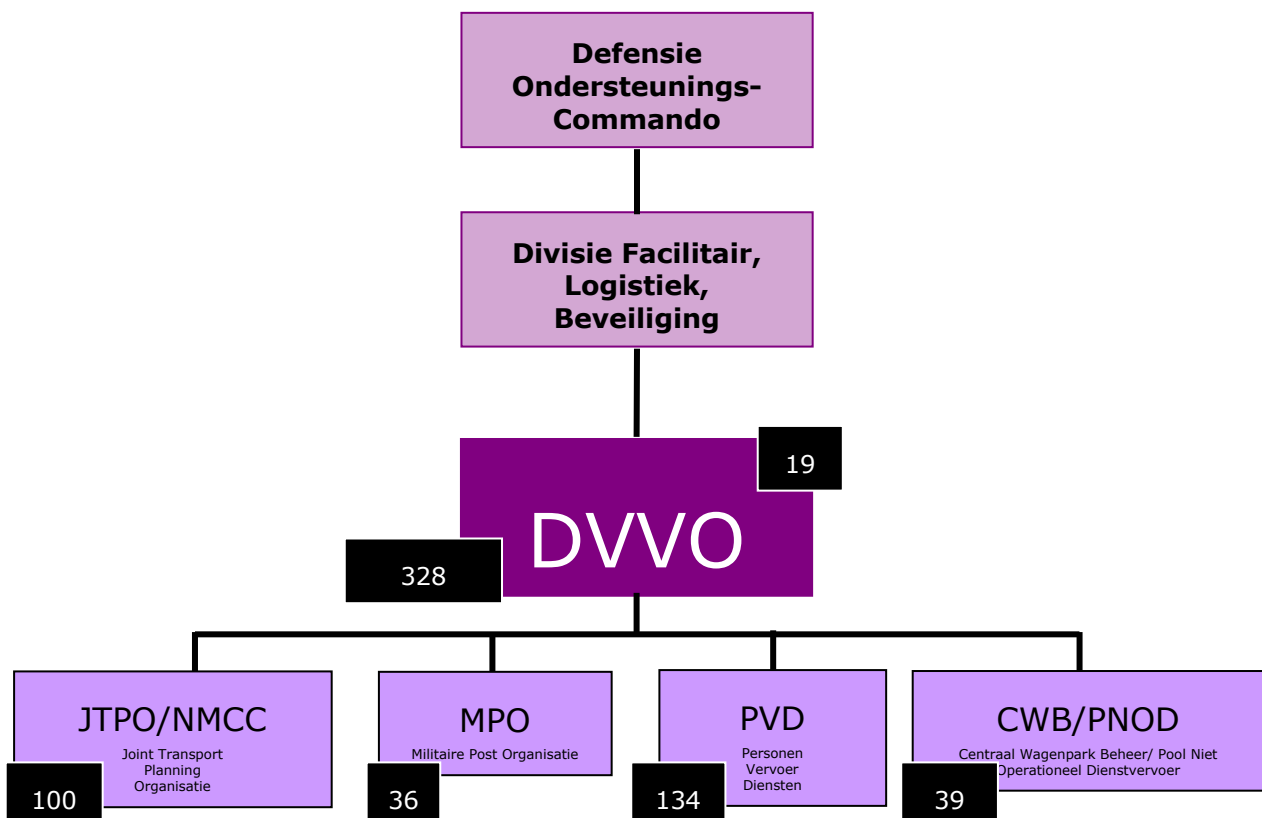 Defensie
Ondersteunings-
Commando
Divisie Facilitair,
Logistiek,
Beveiliging
19
DVVO
328
JTPO/NMCC
Joint Transport
Planning
Organisatie
100
MPO
Militaire Post Organisatie
36
PVD
Personen
Vervoer
Diensten
134
CWB/PNOD
Centraal Wagenpark Beheer/ Pool Niet
Operationeel Dienstvervoer
39